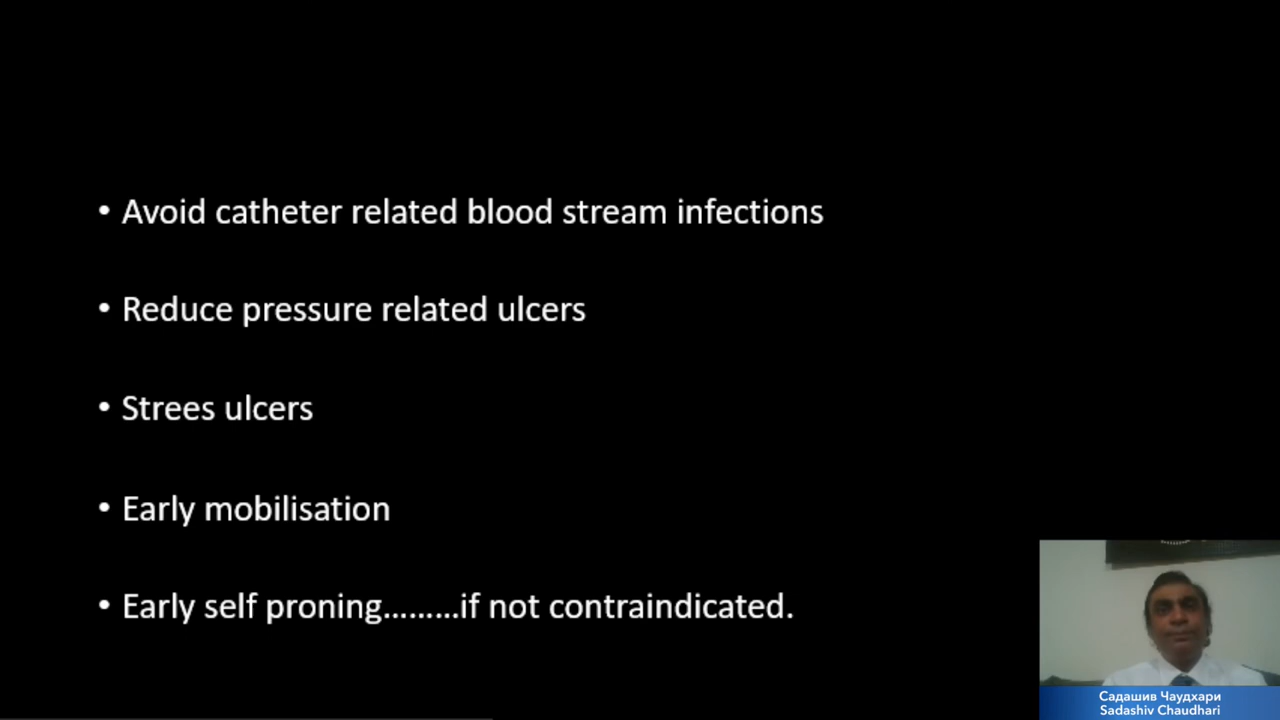 • Avoid catheter related blood stream infections
• Reduce pressure related ulcers
• Strees ulcers
• Early mobilisation
• Early self proning………if not contraindicated.
Садашив Чаудхари
Sadashiv Chaudhari